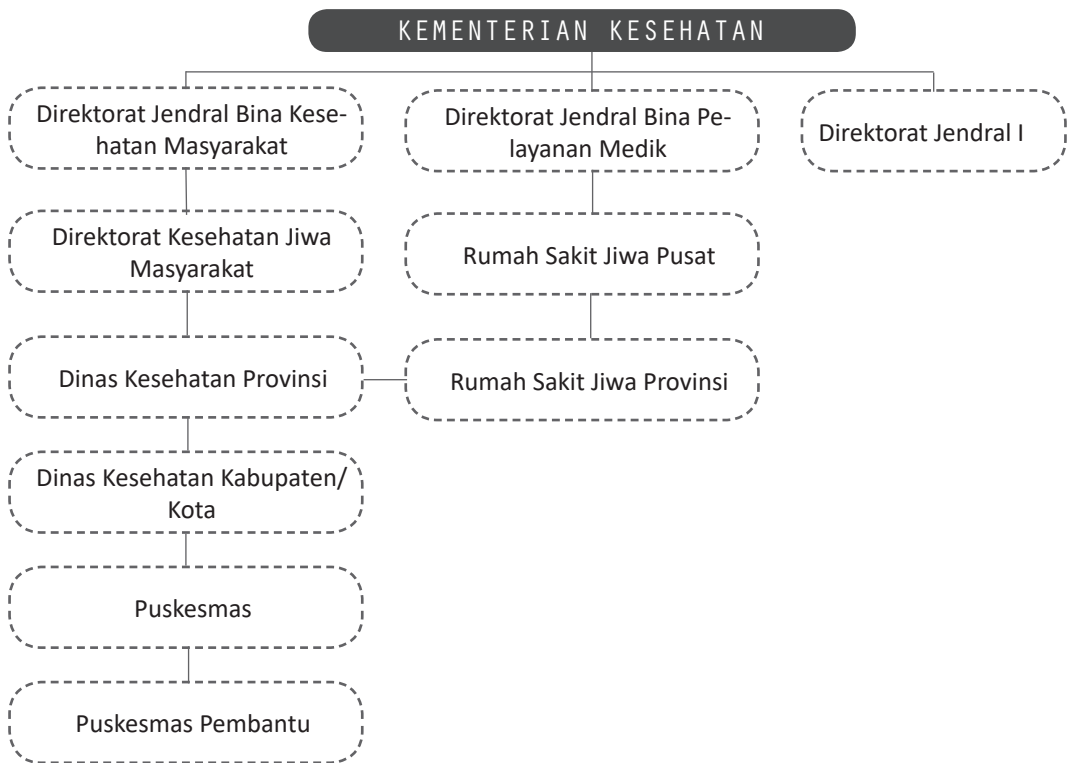 KEMENTERIAN KESEHATAN
Direktorat Jendral Bina Kese-
hatan Masyarakat
Direktorat Jendral Bina Pe-
layanan Medik
Direktorat Jendral I
Direktorat Kesehatan Jiwa
Masyarakat
Rumah Sakit Jiwa Pusat
Dinas Kesehatan Provinsi
Rumah Sakit Jiwa Provinsi
Dinas Kesehatan Kabupaten/
Kota
Puskesmas
Puskesmas Pembantu